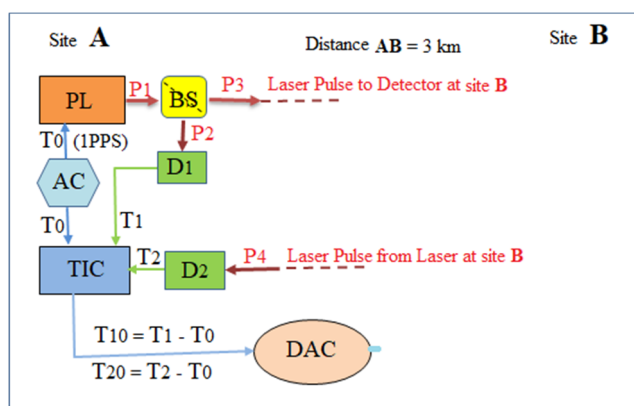 Site A
Distance AB = 3 km
Site B
PL
P1
BS
P3
Laser Pulse to Detector at site B
P2
T0 (1PPS)
D1
AC
T0
T1
TIC
T2
D2
P4
Laser Pulse from Laser at site B
T10 = T1 - T0
T20 = T2 - T0
DAC